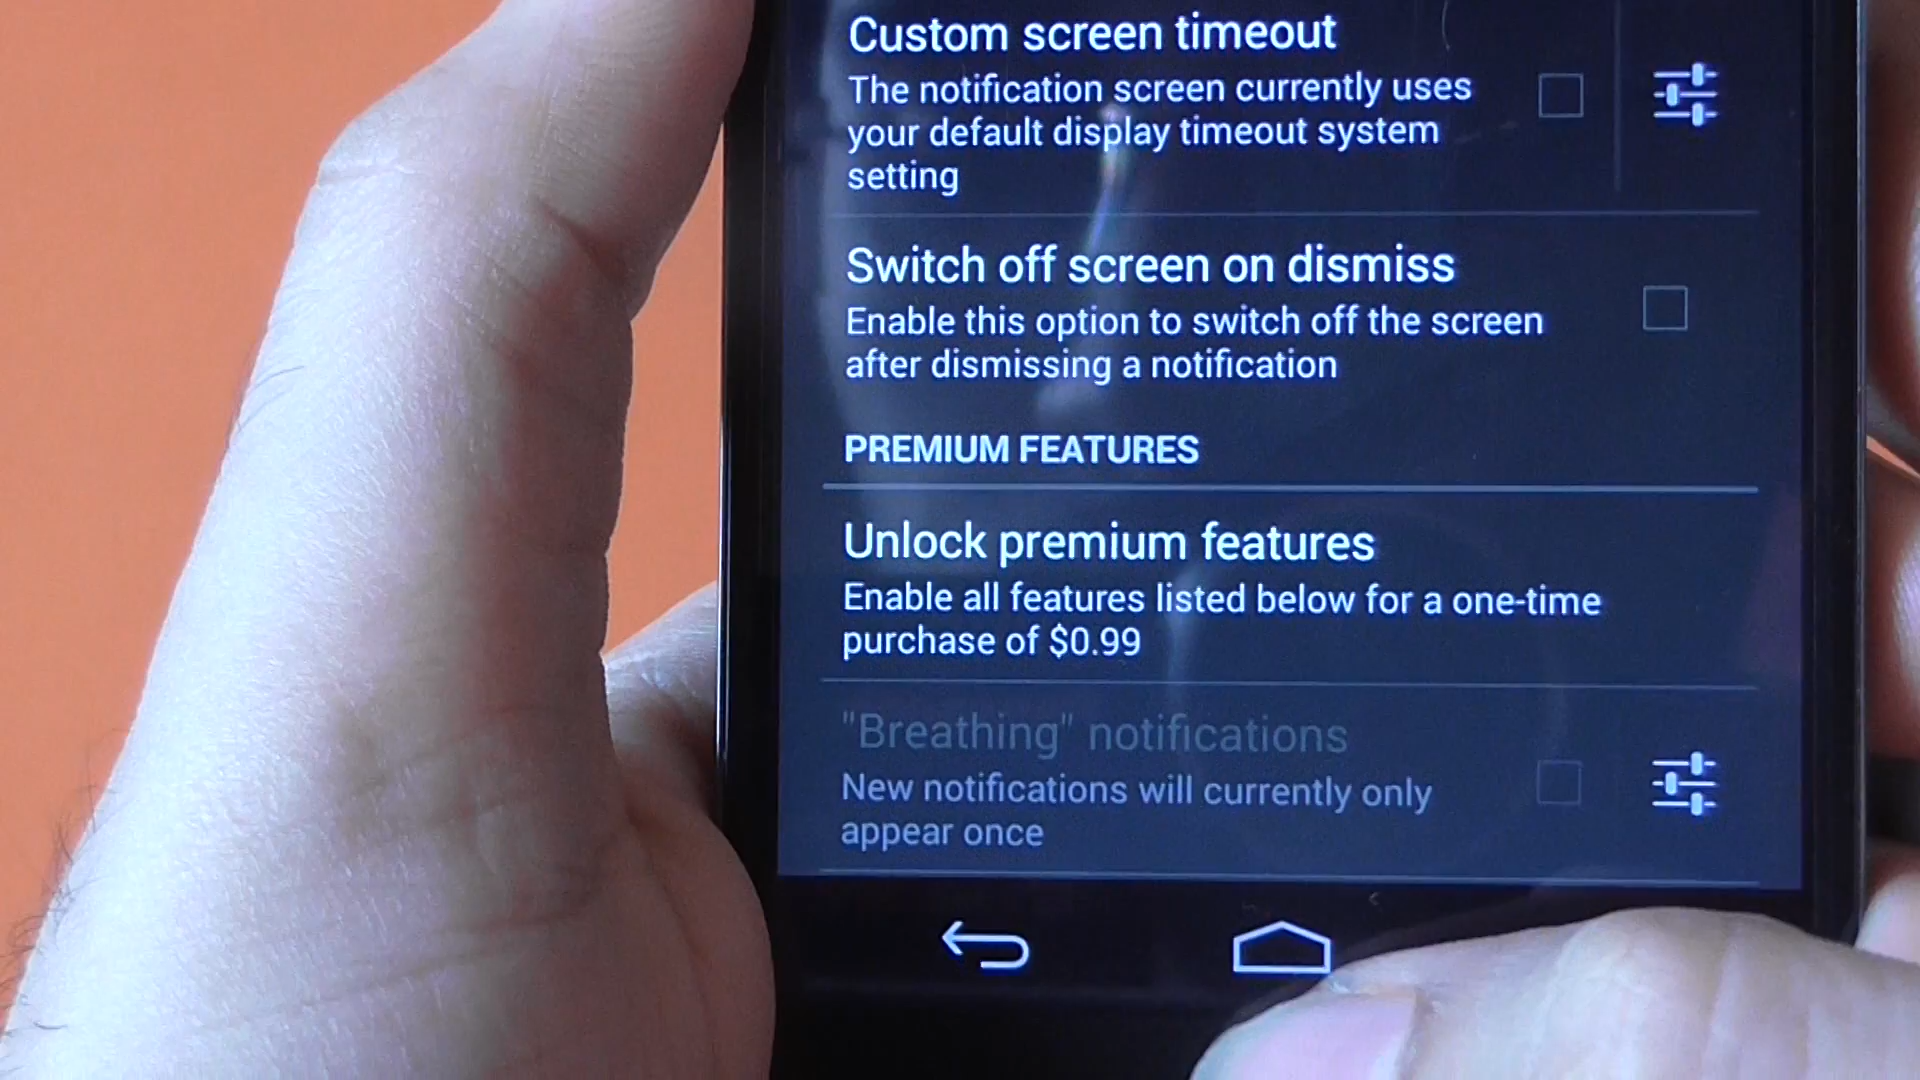 Custom screen timeout
The notification screen currently uses
your default display timeout system
setting
Switch off screen on dismiss
Enable this option to switch off the screen
after dismissing a notification
PREMIUM FEATURES
Unlock premium features
Enable all features listed below for a one-time
purchase of $0.99
"Breathing" notifications
New notifications will currently only
appear once